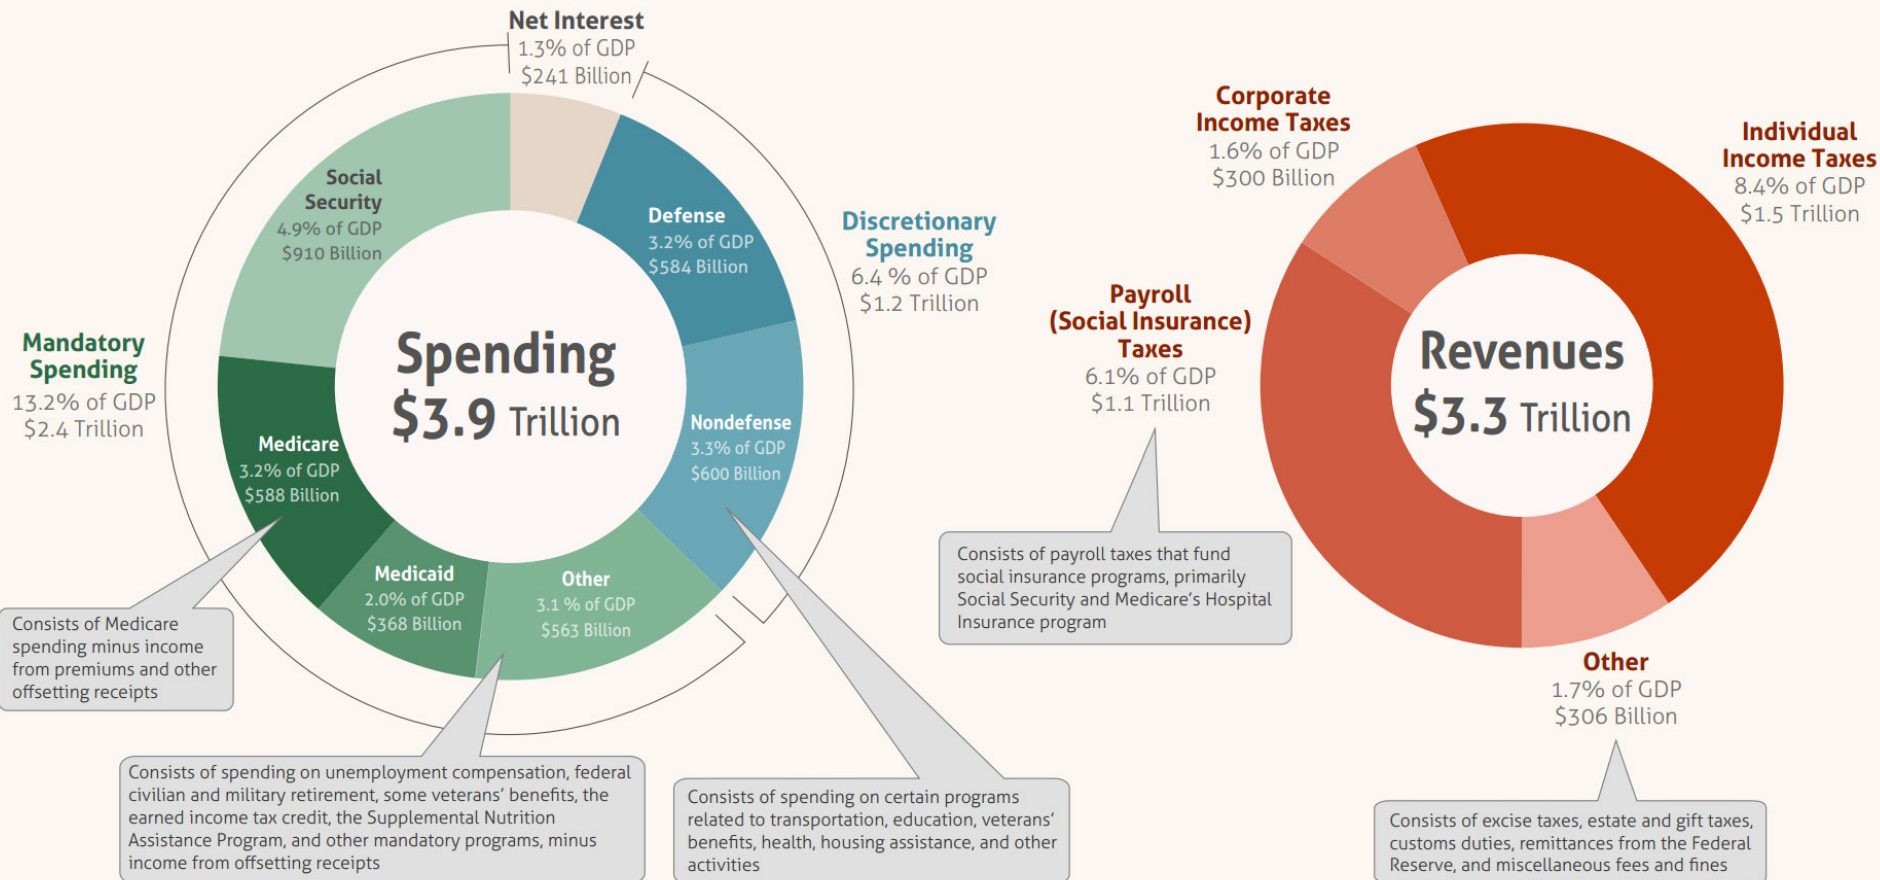 Net Interest
1.3% of GDP
$241 Billion
Social
Security
4.9% of GDP
$910 Billion
Defense
3.2% of GDP
$584 Billion
Discretionary
Spending
6.4 % of GDP
$1.2 Trillion
Mandatory
Spending
13.2% of GDP
$2.4 Trillion
Spending
$3.9 Trillion
Medicare
3.2% of GDP
$588 Billion
Nondefense
3.3% of GDP
$600 Billion
Medicaid
2.0% of GDP
$368 Billion
Other
3.1 % of GDP
$563 Billion
Consists of Medicare
spending minus income
from premiums and other
offsetting receipts
Consists of spending on unemployment compensation, federal
civilian and military retirement, some veterans’ benefits, the
earned income tax credit, the Supplemental Nutrition
Assistance Program, and other mandatory programs, minus
income from offsetting receipts
Consists of spending on certain programs
related to transportation, education, veterans’
benefits, health, housing assistance, and other
activities
Corporate
Income Taxes
1.6% of GDP
$300 Billion
Individual
Income Taxes
8.4% of GDP
$1.5 Trillion
Payroll
(Social Insurance)
Taxes
6.1% of GDP
$1.1 Trillion
Revenues
$3.3 Trillion
Consists of payroll taxes that fund
social insurance programs, primarily
Social Security and Medicare’s Hospital
Insurance program
Other
1.7% of GDP
$306 Billion
Consists of excise taxes, estate and gift taxes,
customs duties, remittances from the Federal
Reserve, and miscellaneous fees and fines